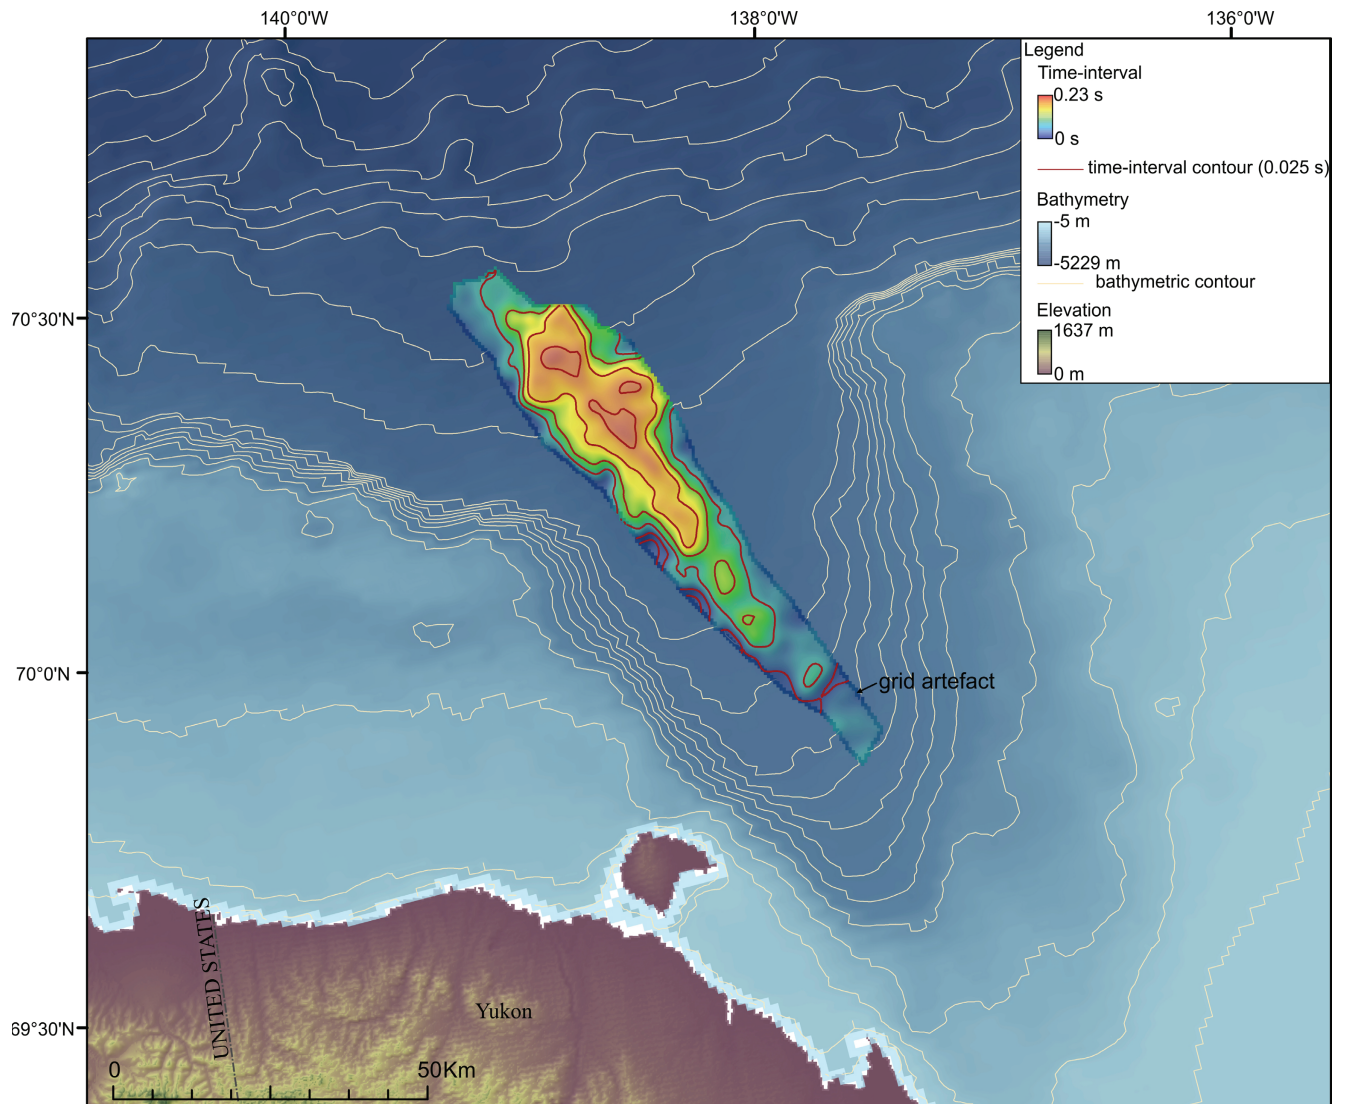 140°0'W
138°0'W
136°0'W
Legend
Time-interval
0.23 s
0 s
time-interval contour (0.025 s)
Bathymetry
-5 m
-5229 m
bathymetric contour
Elevation
1637 m
0 m
70°30'N
70°0'N
grid artefact
69°30'N
UNITED STATES
Yukon
0
50Km